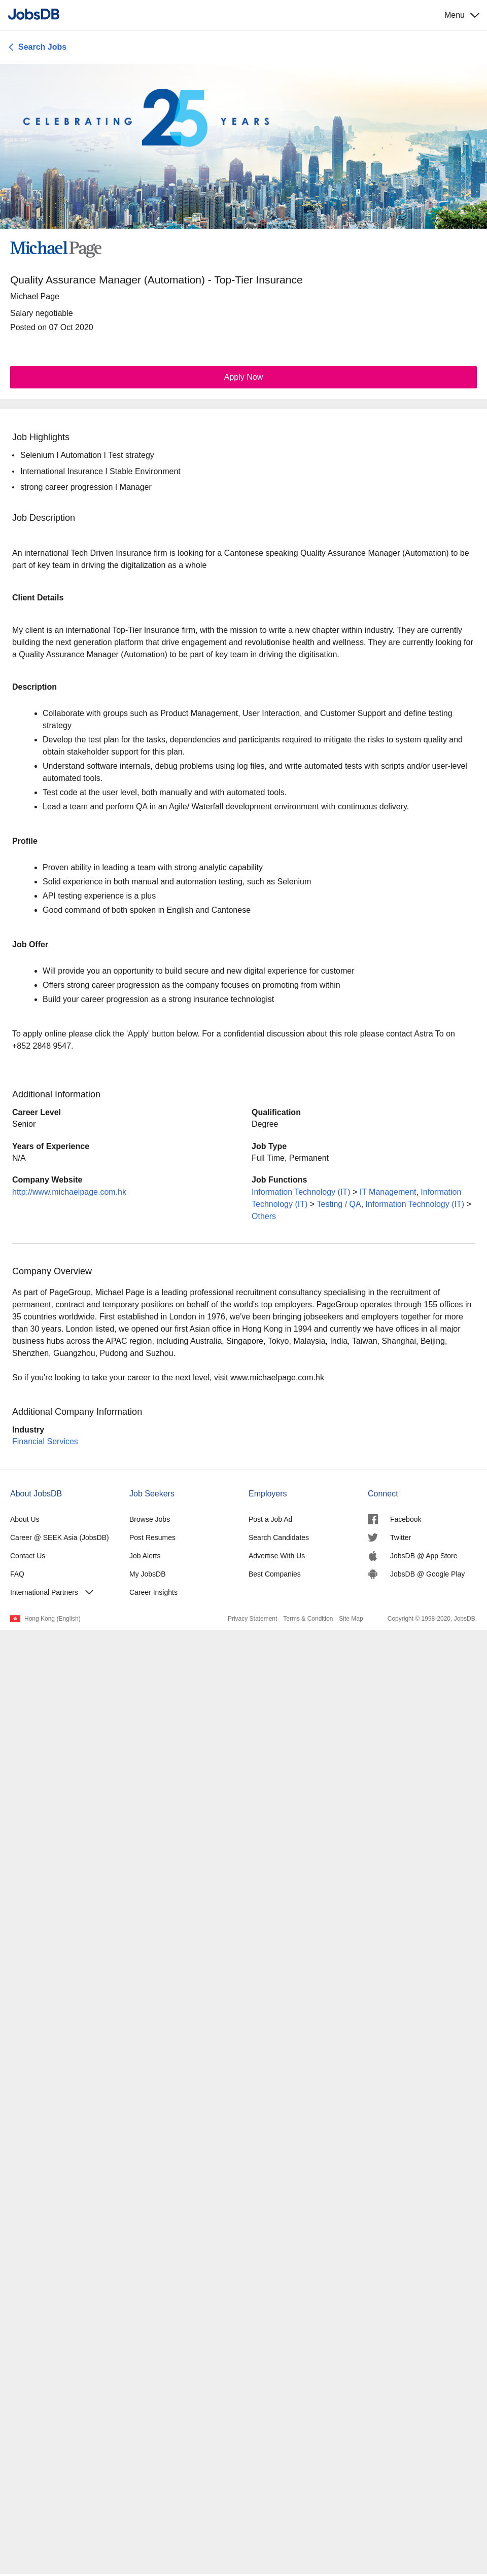 JobsDB
Menu
Search Jobs
CELEBRATING 25 YEARS
Michael Page
Quality Assurance Manager (Automation) - Top-Tier Insurance
Michael Page
Salary negotiable
Posted on 07 Oct 2020
Apply Now
Job Highlights
• Selenium I Automation I Test strategy
• International Insurance I Stable Environment
• strong career progression I Manager
Job Description
An international Tech Driven Insurance firm is looking for a Cantonese speaking Quality Assurance Manager (Automation) to be
part of key team in driving the digitalization as a whole
Client Details
My client is an international Top-Tier Insurance firm, with the mission to write a new chapter within industry. They are currently
building the next generation platform that drive engagement and revolutionise health and wellness. They are currently looking for
a Quality Assurance Manager (Automation) to be part of key team in driving the digitisation.
Description
• Collaborate with groups such as Product Management, User Interaction, and Customer Support and define testing
strategy
• Develop the test plan for the tasks, dependencies and participants required to mitigate the risks to system quality and
obtain stakeholder support for this plan.
• Understand software internals, debug problems using log files, and write automated tests with scripts and/or user-level
automated tools.
• Test code at the user level, both manually and with automated tools.
• Lead a team and perform QA in an Agile/ Waterfall development environment with continuous delivery.
Profile
• Proven ability in leading a team with strong analytic capability
• Solid experience in both manual and automation testing, such as Selenium
• API testing experience is a plus
• Good command of both spoken in English and Cantonese
Job Offer
• Will provide you an opportunity to build secure and new digital experience for customer
• Offers strong career progression as the company focuses on promoting from within
• Build your career progression as a strong insurance technologist
To apply online please click the 'Apply' button below. For a confidential discussion about this role please contact Astra To on
+852 2848 9547.
Additional Information
Career Level
Senior
Qualification
Degree
Years of Experience
N/A
Job Type
Full Time, Permanent
Company Website
http://www.michaelpage.com.hk
Job Functions
Information Technology (IT) > IT Management, Information
Technology (IT) > Testing / QA, Information Technology (IT) >
Others
Company Overview
As part of PageGroup, Michael Page is a leading professional recruitment consultancy specialising in the recruitment of
permanent, contract and temporary positions on behalf of the world's top employers. PageGroup operates through 155 offices in
35 countries worldwide. First established in London in 1976, we've been bringing jobseekers and employers together for more
than 30 years. London listed, we opened our first Asian office in Hong Kong in 1994 and currently we have offices in all major
business hubs across the APAC region, including Australia, Singapore, Tokyo, Malaysia, India, Taiwan, Shanghai, Beijing,
Shenzhen, Guangzhou, Pudong and Suzhou.
So if you're looking to take your career to the next level, visit www.michaelpage.com.hk
Additional Company Information
Industry
Financial Services
About JobsDB
About Us
Career @ SEEK Asia (JobsDB)
Contact Us
FAQ
International Partners
Job Seekers
Browse Jobs
Post Resumes
Job Alerts
My JobsDB
Career Insights
Employers
Post a Job Ad
Search Candidates
Advertise With Us
Best Companies
Connect
Facebook
Twitter
JobsDB @ App Store
JobsDB @ Google Play
Hong Kong (English)
Privacy Statement Terms & Condition Site Map
Copyright © 1998-2020, JobsDB.